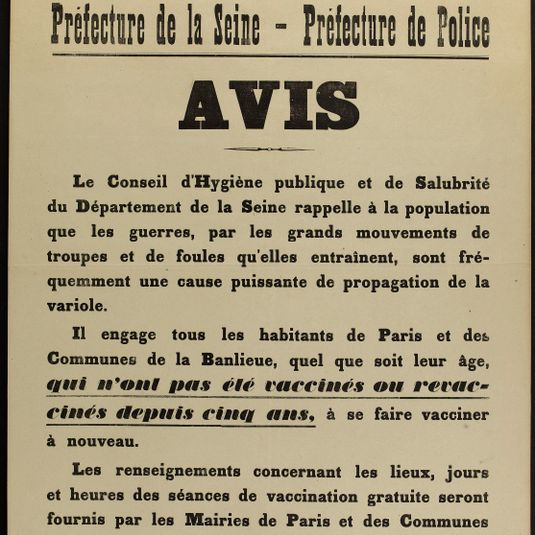 Préfecture de la Seine – Préfecture de Police
AVIS
Le Conseil d'Hygiène publique et de Salubrité
du Département de la Seine rappelle à la population
que les guerres, par les grands mouvements de
troupes et de foules qu'elles entraînent, sont fré-
quemment une cause puissante de propagation de la
variole.
Il engage tous les habitants de Paris et des
Communes de la Banlieue, quel que soit leur âge,
qui n'ont pas été vaccinés ou revac-
cinés depuis cinq ans, à se faire vacciner
à nouveau.
Les renseignements concernant les lieux, jours
et heures des séances de vaccination gratuite seront
fournis par les Mairies de Paris et des Communes